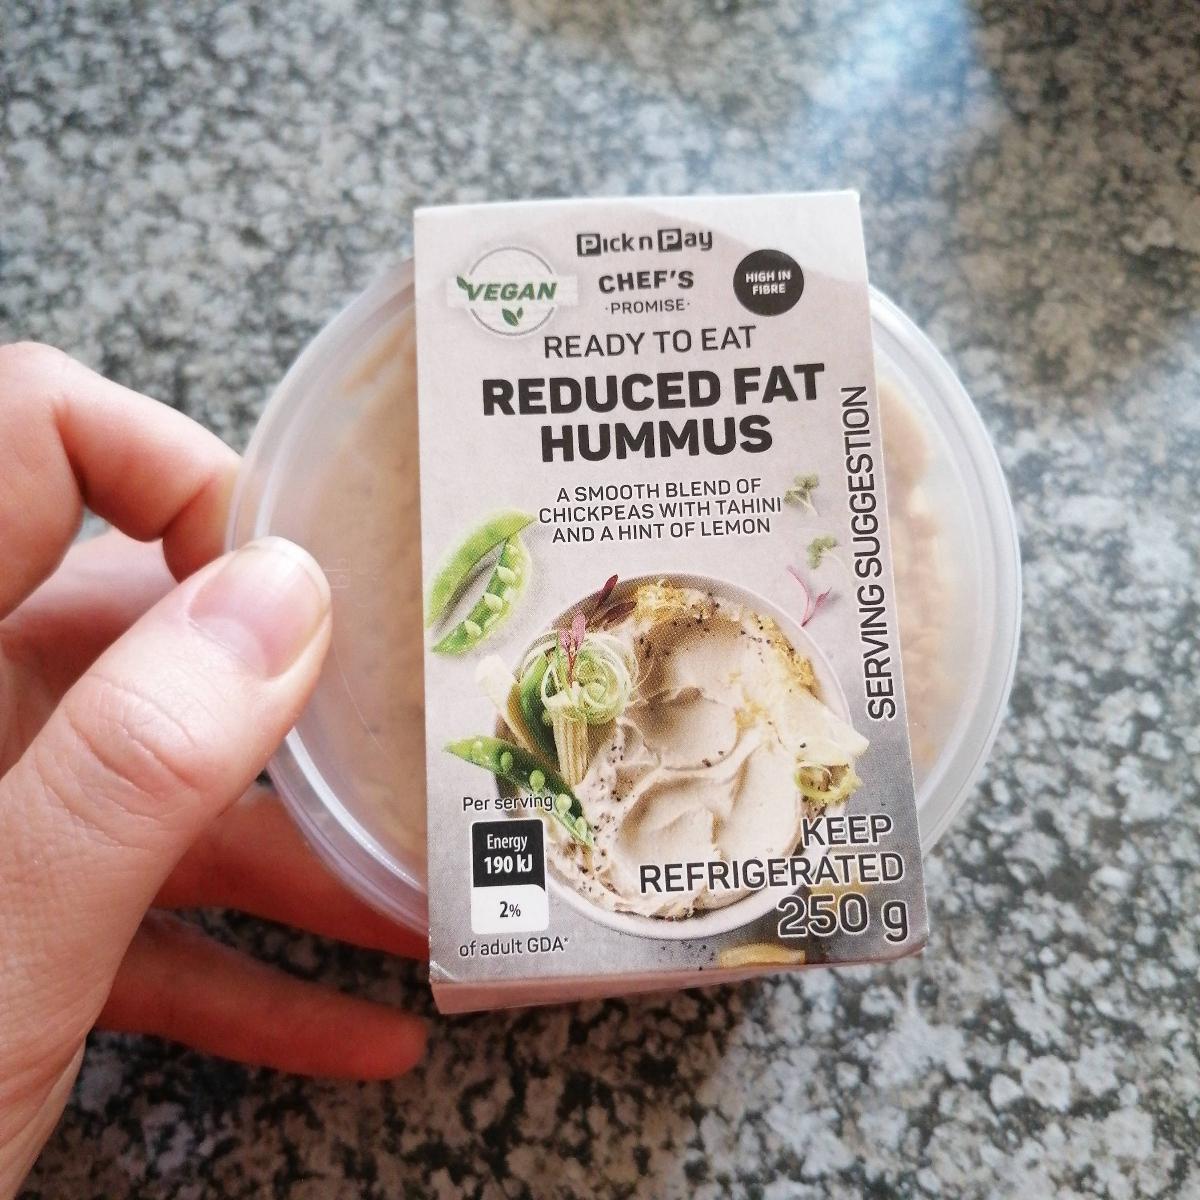 Pick n Pay
VEGAN
CHEF'S
·PROMISE·
HIGH IN
FIBRE
READY TO EAT
REDUCED FAT
HUMMUS
A SMOOTH BLEND OF
CHICKPEAS WITH TAHINI
AND A HINT OF LEMON
SERVING SUGGESTION
Per serving
Energy
190 kJ
2%
of adult GDA*
KEEP
REFRIGERATED
250 g